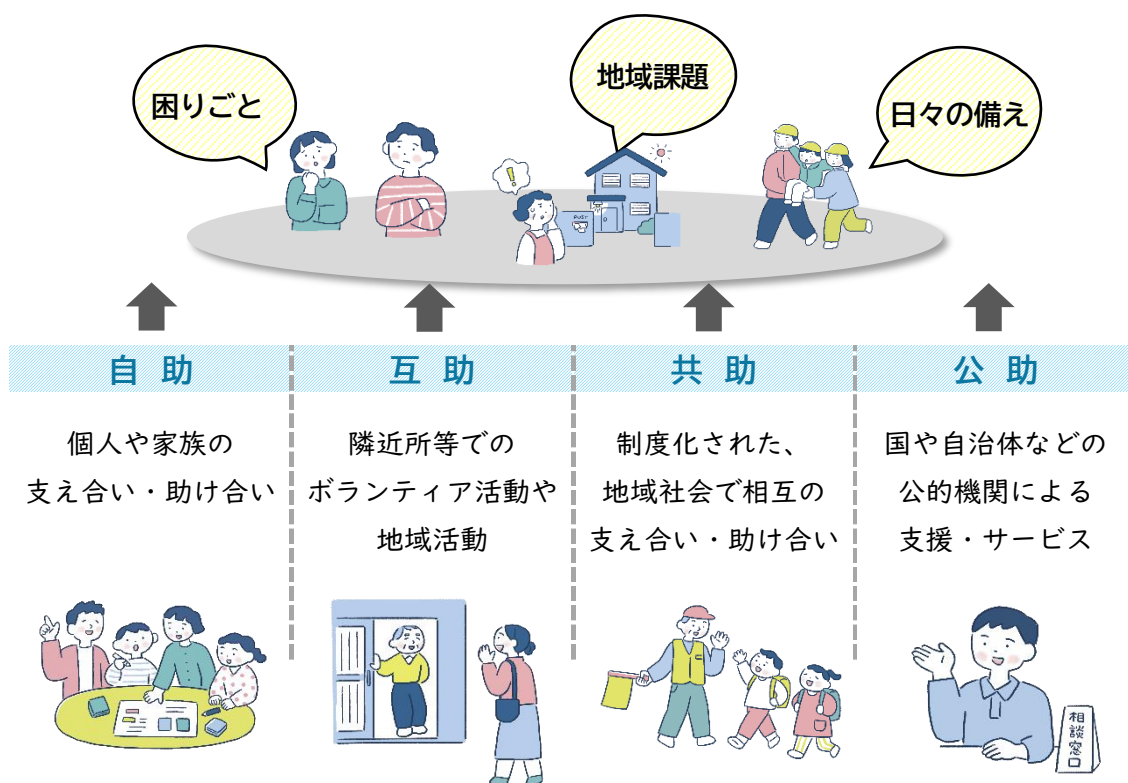 困りごと
地域課題
日々の備え
!
PUSH
自助
互助
共助
公助
個人や家族の
支え合い・助け合い
隣近所等での
ボランティア活動や
地域活動
制度化された、
地域社会で相互の
支え合い・助け合い
国や自治体などの
公的機関による
支援・サービス
相談窓口